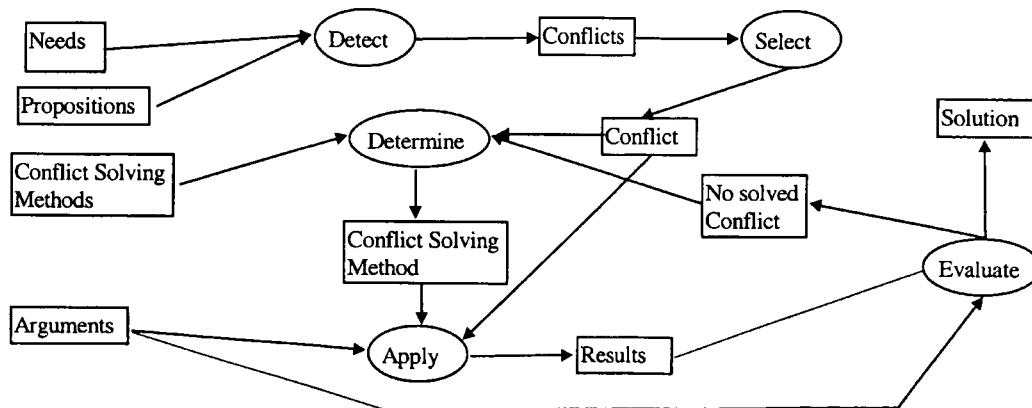 Needs
Detect
Conflicts
Select
Propositions
Determine
Conflict
Solution
Conflict Solving
Methods
No solved
Conflict
Conflict Solving
Method
Evaluate
Arguments
Apply
Results